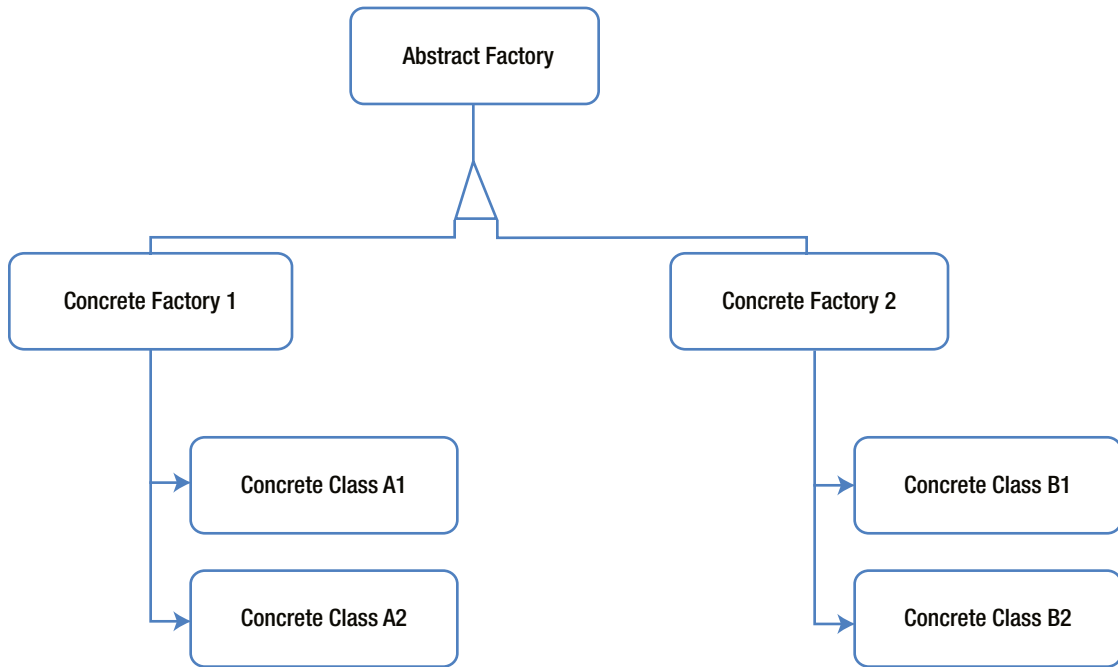 Abstract Factory
Concrete Factory 1
Concrete Factory 2
Concrete Class A1
Concrete Class B1
Concrete Class A2
Concrete Class B2